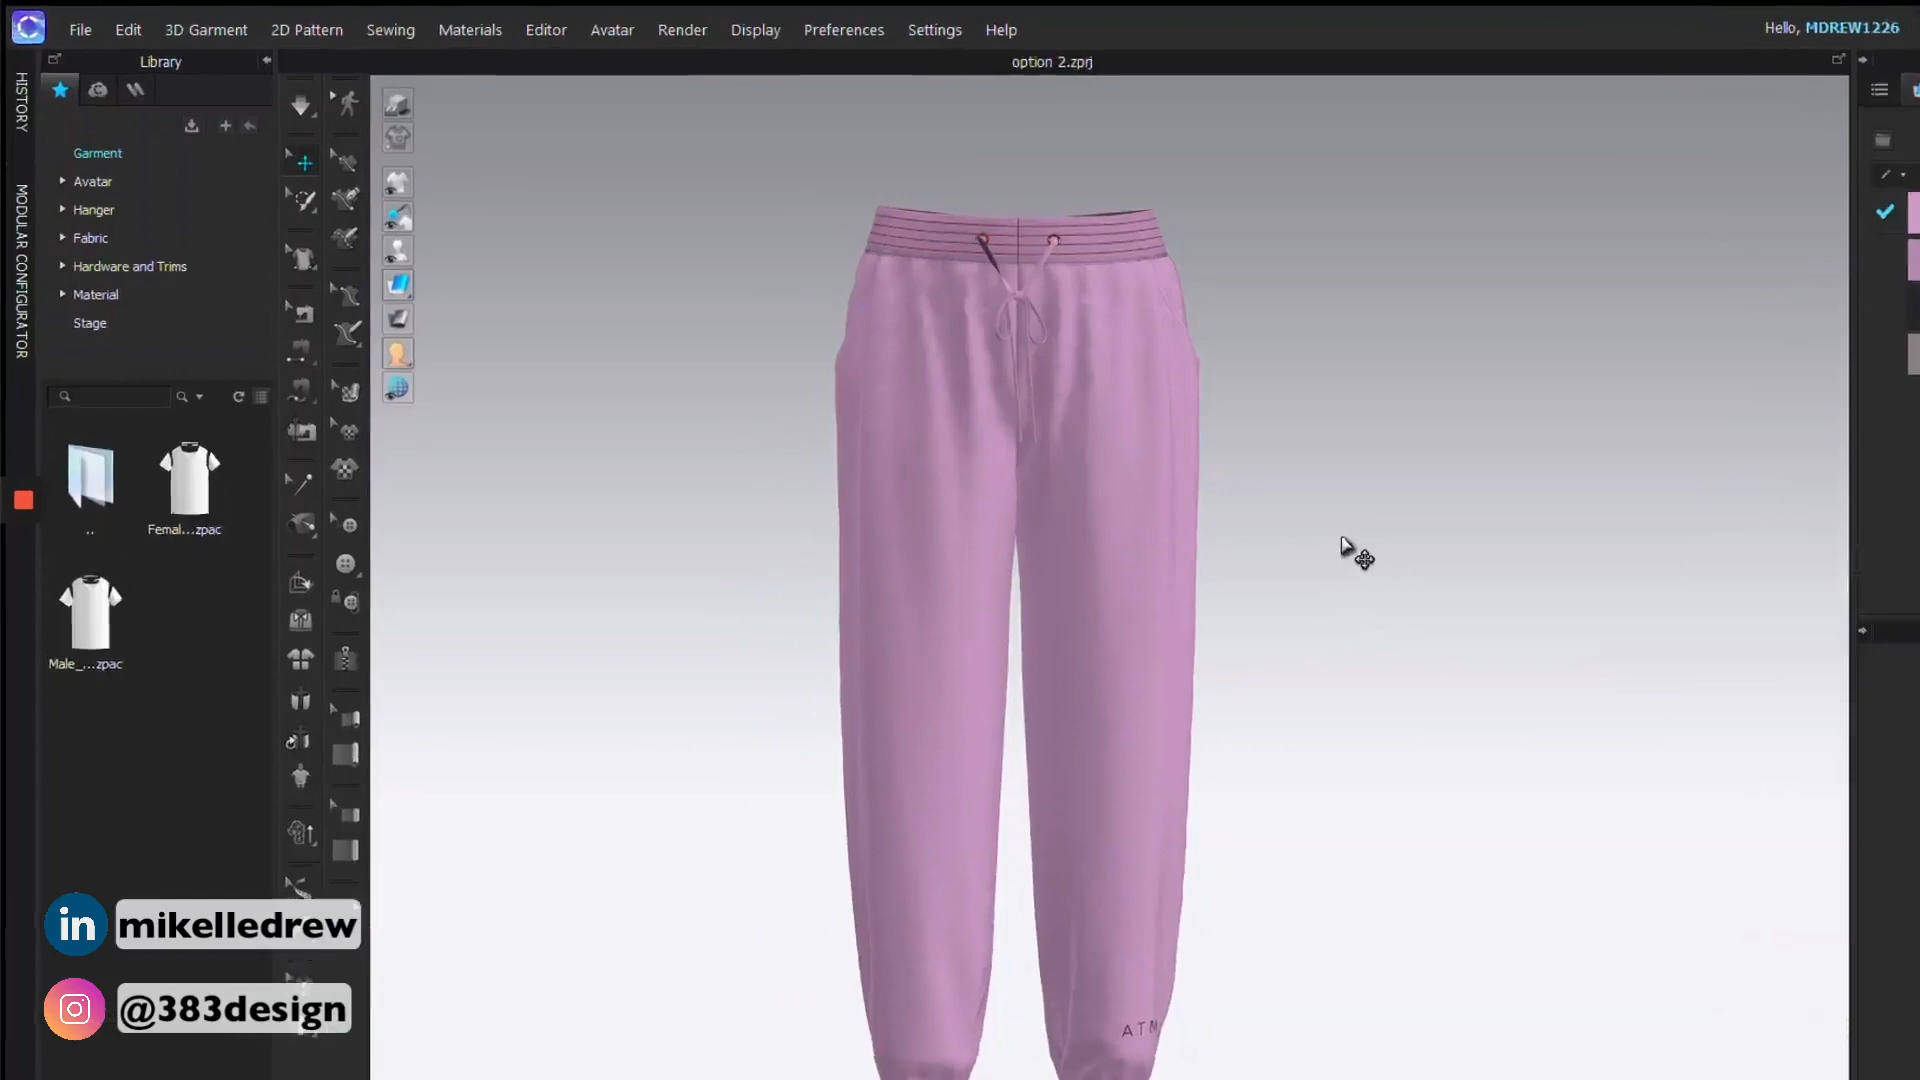 File Edit 3D Garment 2D Pattern Sewing Materials Editor Avatar Render Display Preferences Settings Help
Hello, MDREW1226
Library
option 2.zprj
HISTORY
MODULAR CONFIGURATOR
Garment
Avatar
Hanger
Fabric
Hardware and Trims
Material
Stage
..
Femal...zpac
Male_...zpac
in mikelledrew
@383design
ATM